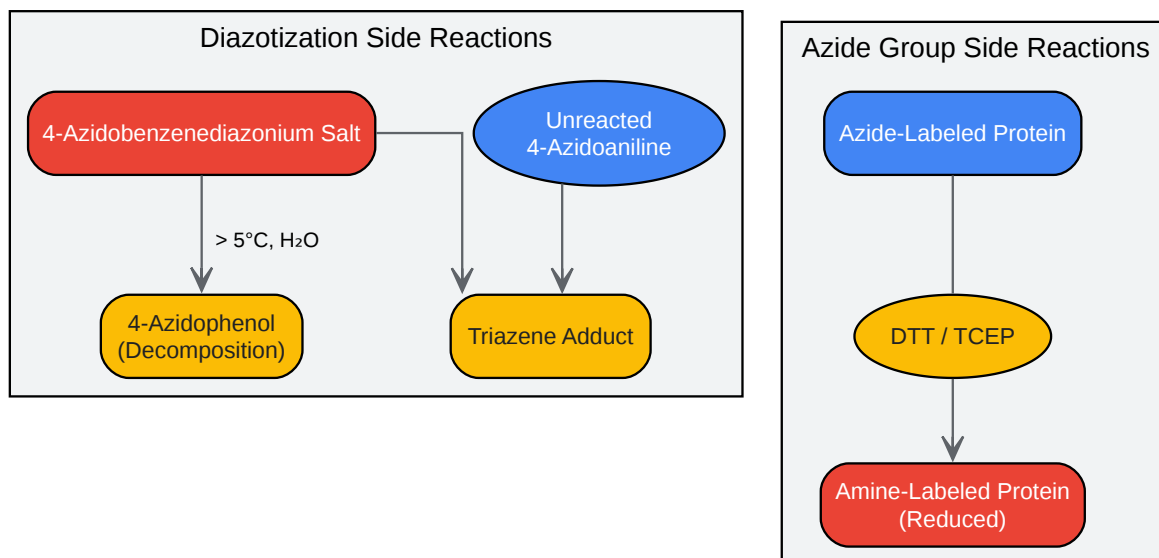 Diazotization Side Reactions
4-Azidobenzenediazonium Salt
Unreacted
4-Azidoaniline
> 5°C, H₂O
4-Azidophenol
(Decomposition)
Triazene Adduct
Azide Group Side Reactions
Azide-Labeled Protein
DTT / TCEP
Amine-Labeled Protein
(Reduced)